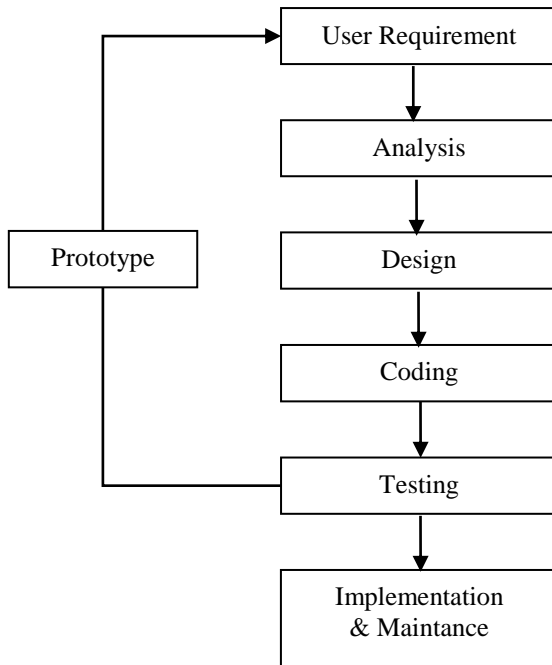 User Requirement
Analysis
Prototype
Design
Coding
Testing
Implementation
& Maintance